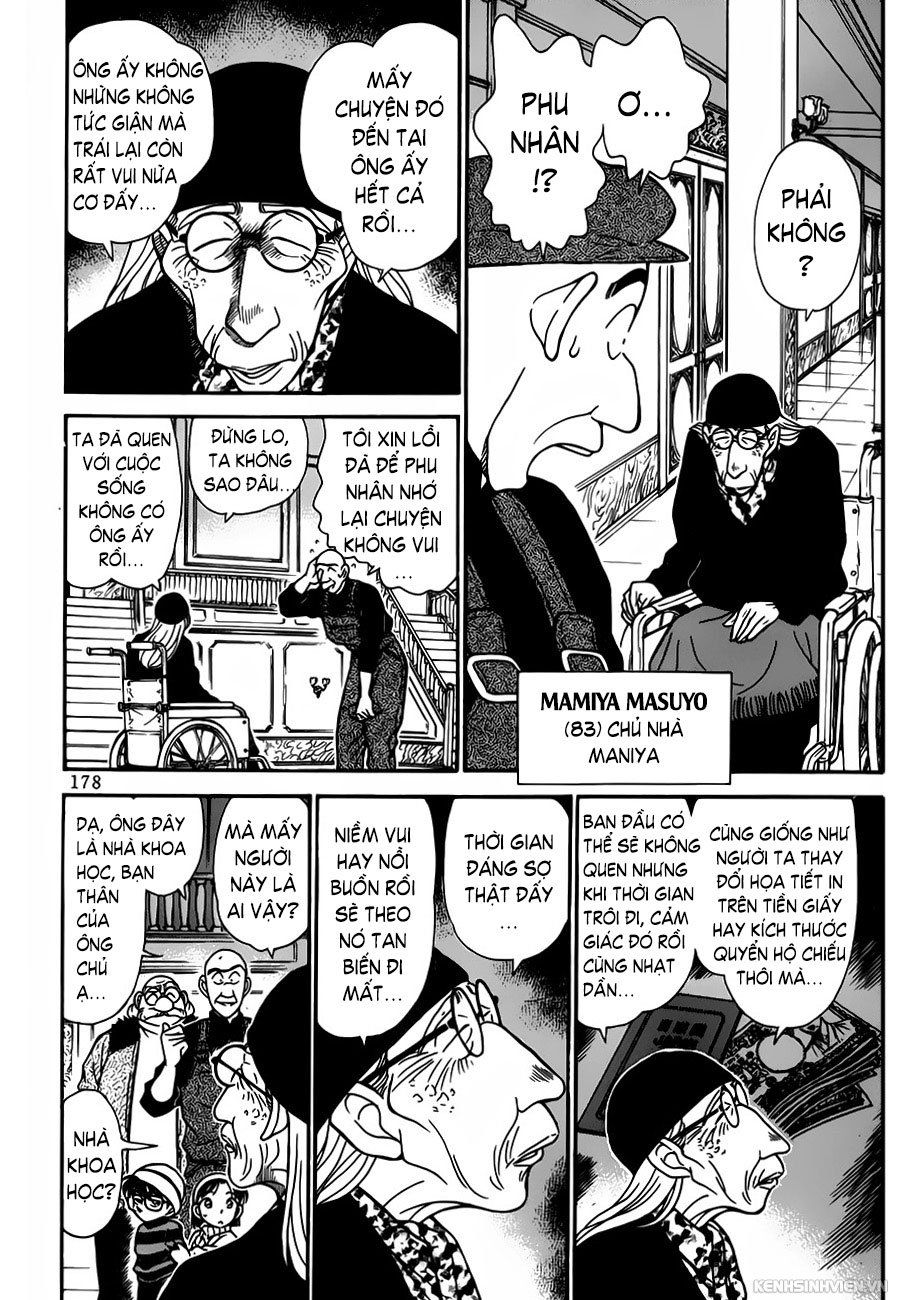 PHẢI
KHÔNG
?
Ơ...
PHU
NHÂN
!?
MAMIYA MASUYO
(83) CHỦ NHÀ
MANIYA
MẤY
CHUYỆN ĐÓ
ĐẾN TAI
ÔNG ẤY
HẾT CẢ
RỒI...
ÔNG ẤY KHÔNG
NHỮNG KHÔNG
TỨC GIẬN MÀ
TRÁI LẠI CÒN
RẤT VUI NỮA
CƠ ĐẤY...
TÔI XIN LỖI
ĐÃ ĐỂ PHU
NHÂN NHỚ
LẠI CHUYỆN
KHÔNG VUI
...
ĐỪNG LO,
TA KHÔNG
SAO ĐÂU...
TA ĐÃ QUEN
VỚI CUỘC
SỐNG
KHÔNG CÓ
ÔNG ẤY
RỒI.
178
CŨNG GIỐNG NHƯ
NGƯỜI TA THAY
ĐỔI HỌA TIẾT IN
TRÊN TIỀN GIẤY
HAY KÍCH THƯỚC
QUYỂN HỘ CHIẾU
THÔI MÀ...
BAN ĐẦU CÓ
THỂ SẼ KHÔNG
QUEN NHƯNG
KHI THỜI GIAN
TRÔI ĐI, CẢM
GIÁC ĐÓ RỒI
CŨNG NHẠT
DẦN...
THỜI GIAN
ĐÁNG SỢ
THẬT ĐẤY
...
NIỀM VUI
HAY NỖI
BUỒN RỒI
SẼ THEO
NÓ TAN
BIẾN ĐI
MẤT...
MÀ MẤY
NGƯỜI
NÀY LÀ
AI VẬY?
DẠ, ÔNG ĐÂY
LÀ NHÀ KHOA
HỌC, BẠN
THÂN
CỦA
ÔNG
CHỦ
Ạ...
NHÀ
KHOA
HỌC?
KENHSINHVIEN.VN